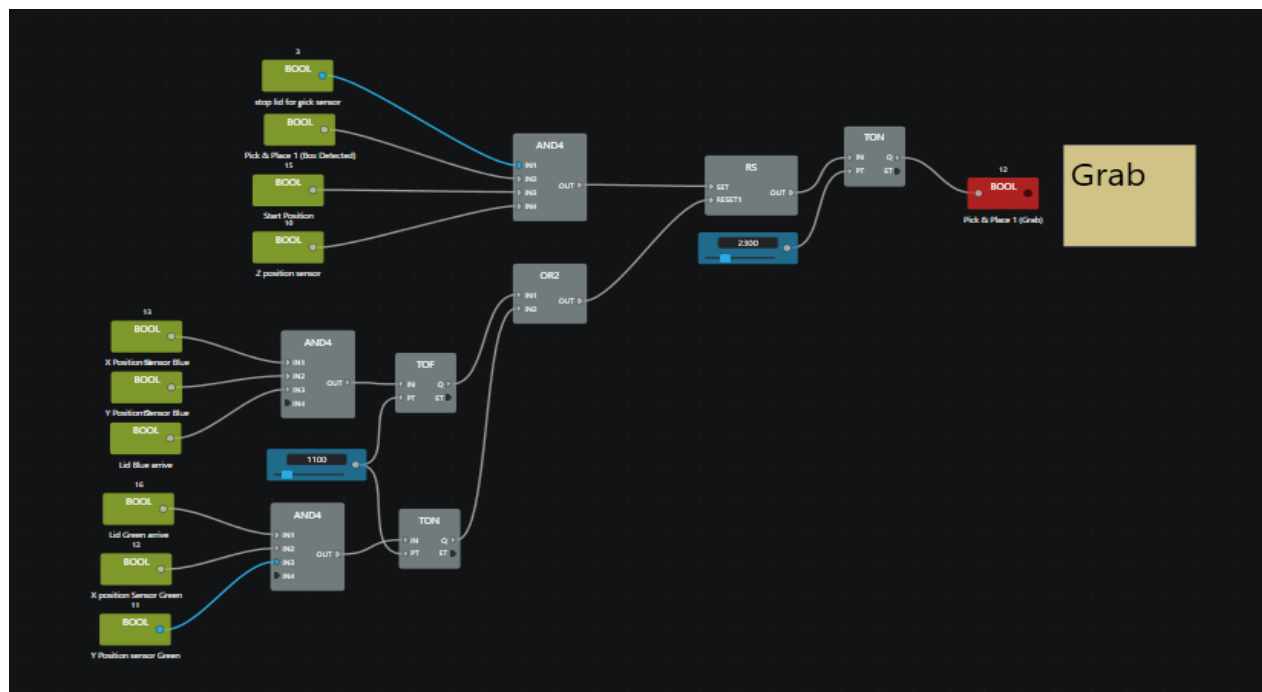 3
BOOL
stop lid for pick sensor
BOOL
Pick & Place 1 (Box Detected)
15
BOOL
Start Position
10
BOOL
Z position sensor
AND4
IN1
IN2
IN3
IN4
OUT
RS
SET
RESET1
OUT
2300
TON
IN
PT
Q
ET
12
BOOL
Pick & Place 1 (Grab)
Grab
OR2
IN1
IN2
OUT
13
BOOL
X Position Sensor Blue
BOOL
Y Position Sensor Blue
BOOL
Lid Blue arrive
AND4
IN1
IN2
IN3
IN4
OUT
TOF
IN
PT
Q
ET
1100
16
BOOL
Lid Green arrive
12
BOOL
X position Sensor Green
11
BOOL
Y Position sensor Green
AND4
IN1
IN2
IN3
IN4
OUT
TON
IN
PT
Q
ET